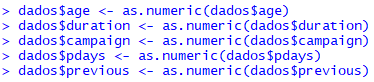 > dados$age <- as.numeric(dados$age)
> dados$duration <- as.numeric(dados$duration)
> dados$campaign <- as.numeric(dados$campaign)
> dados$pdays <- as.numeric(dados$pdays)
> dados$previous <- as.numeric(dados$previous)